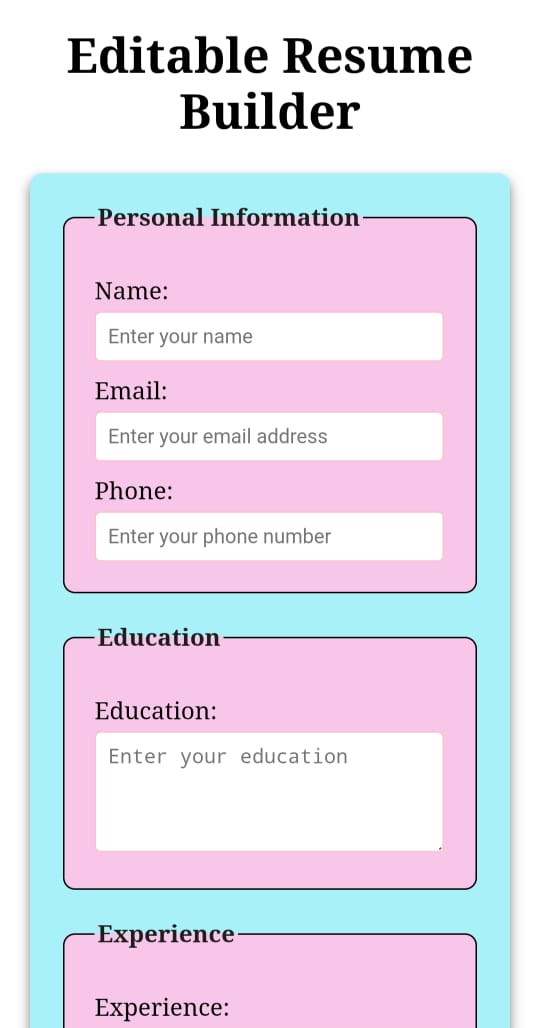 Editable Resume
Builder
Personal Information
Name:
Enter your name
Email:
Enter your email address
Phone:
Enter your phone number
Education
Education:
Enter your education
Experience
Experience: